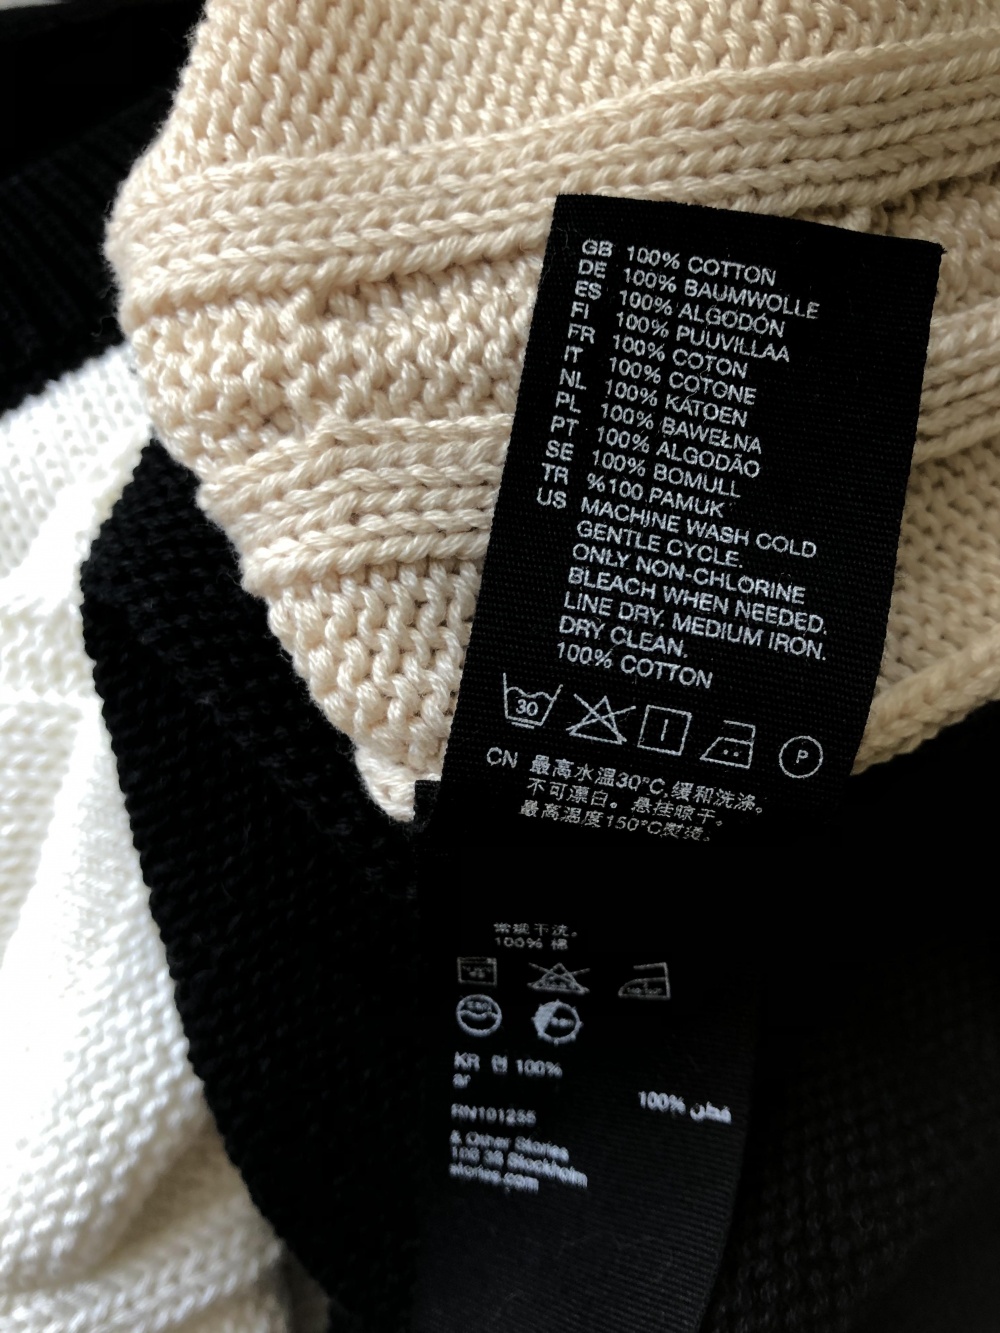 GB 100% COTTON
DE 100% BAUMWOLLE
ES 100% ALGODÓN
FI 100% PUUVILLAA
FR 100% COTON
IT 100% COTONE
NL 100% KATOEN
PL 100% BAWEŁNA
PT 100% ALGODÃO
SE 100% BOMULL
TR %100 PAMUK
US MACHINE WASH COLD
GENTLE CYCLE.
ONLY NON-CHLORINE
BLEACH WHEN NEEDED.
LINE DRY. MEDIUM IRON.
DRY CLEAN.
100% COTTON
30
P
CN 最高水温30°C,缓和洗涤。
不可漂白。悬挂晾干。
最高温度150°C熨烫。
常规干洗。
100% 棉
KR 면 100%
ar
100% قطن
RN101255
& Other Stories
106 38 Stockholm
stories.com